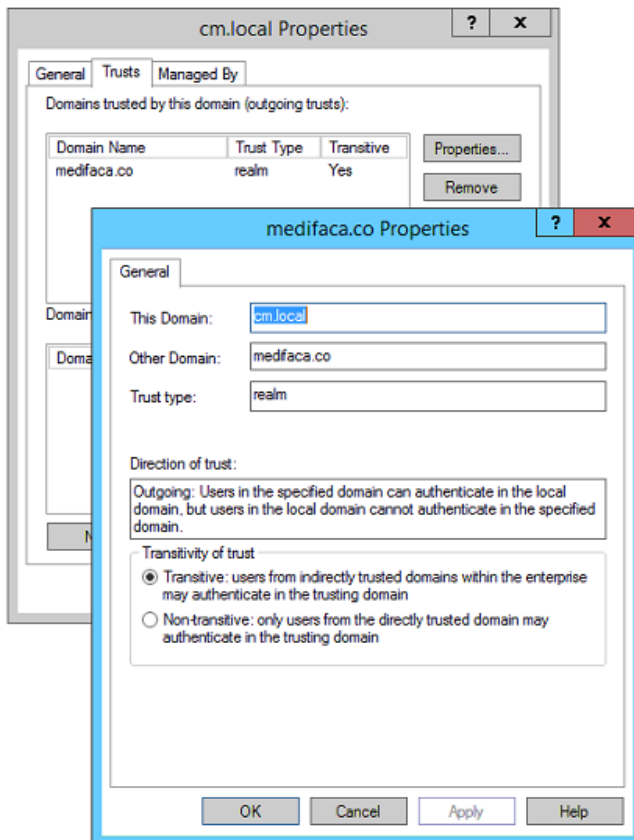 cm.local Properties
? x
General Trusts Managed By
Domains trusted by this domain (outgoing trusts):
Domain Name Trust Type Transitive
medifaca.co realm Yes
Properties...
Remove
medifaca.co Properties
? x
General
This Domain: cm.local
Other Domain: medifaca.co
Trust type: realm
Direction of trust:
Outgoing: Users in the specified domain can authenticate in the local
domain, but users in the local domain cannot authenticate in the specified
domain.
Transitivity of trust
Transitive: users from indirectly trusted domains within the enterprise
may authenticate in the trusting domain
Non-transitive: only users from the directly trusted domain may
authenticate in the trusting domain
OK Cancel Apply Help